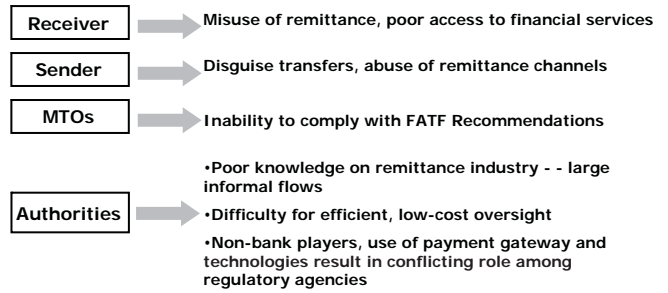 Receiver
Misuse of remittance, poor access to financial services
Sender
Disguise transfers, abuse of remittance channels
MTOs
Inability to comply with FATF Recommendations
Authorities
•Poor knowledge on remittance industry - - large
informal flows
•Difficulty for efficient, low-cost oversight
•Non-bank players, use of payment gateway and
technologies result in conflicting role among
regulatory agencies